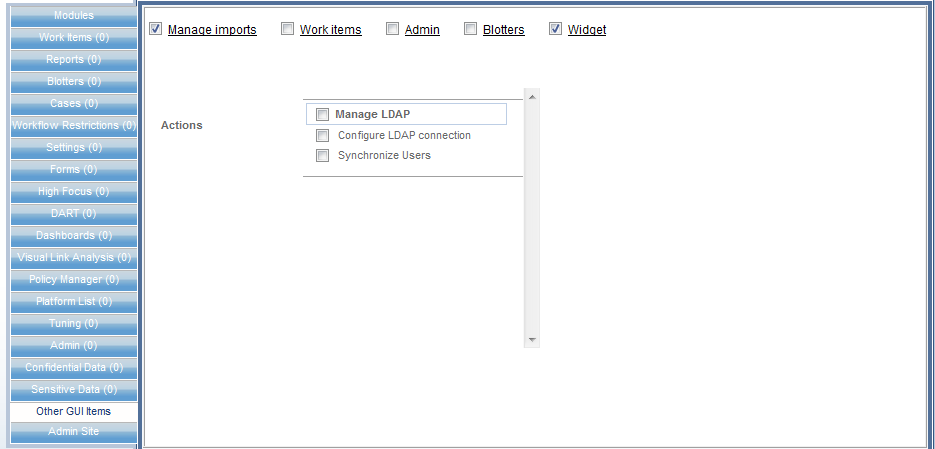 Modules
Work Items (0)
Reports (0)
Blotters (0)
Cases (0)
Workflow Restrictions (0)
Settings (0)
Forms (0)
High Focus (0)
DART (0)
Dashboards (0)
Visual Link Analysis (0)
Policy Manager (0)
Platform List (0)
Tuning (0)
Admin (0)
Confidential Data (0)
Sensitive Data (0)
Other GUI Items
Admin Site
Manage imports Work items Admin Blotters Widget
Actions
Manage LDAP
Configure LDAP connection
Synchronize Users